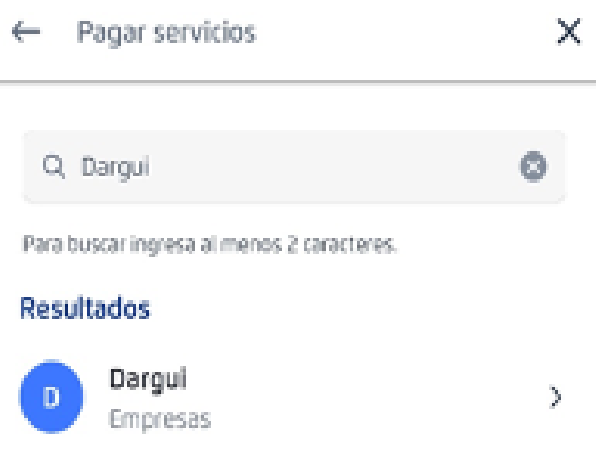 Pagar servicios
Dargui
Para buscar ingresa al menos 2 caracteres.
Resultados
D
Dargui
Empresas